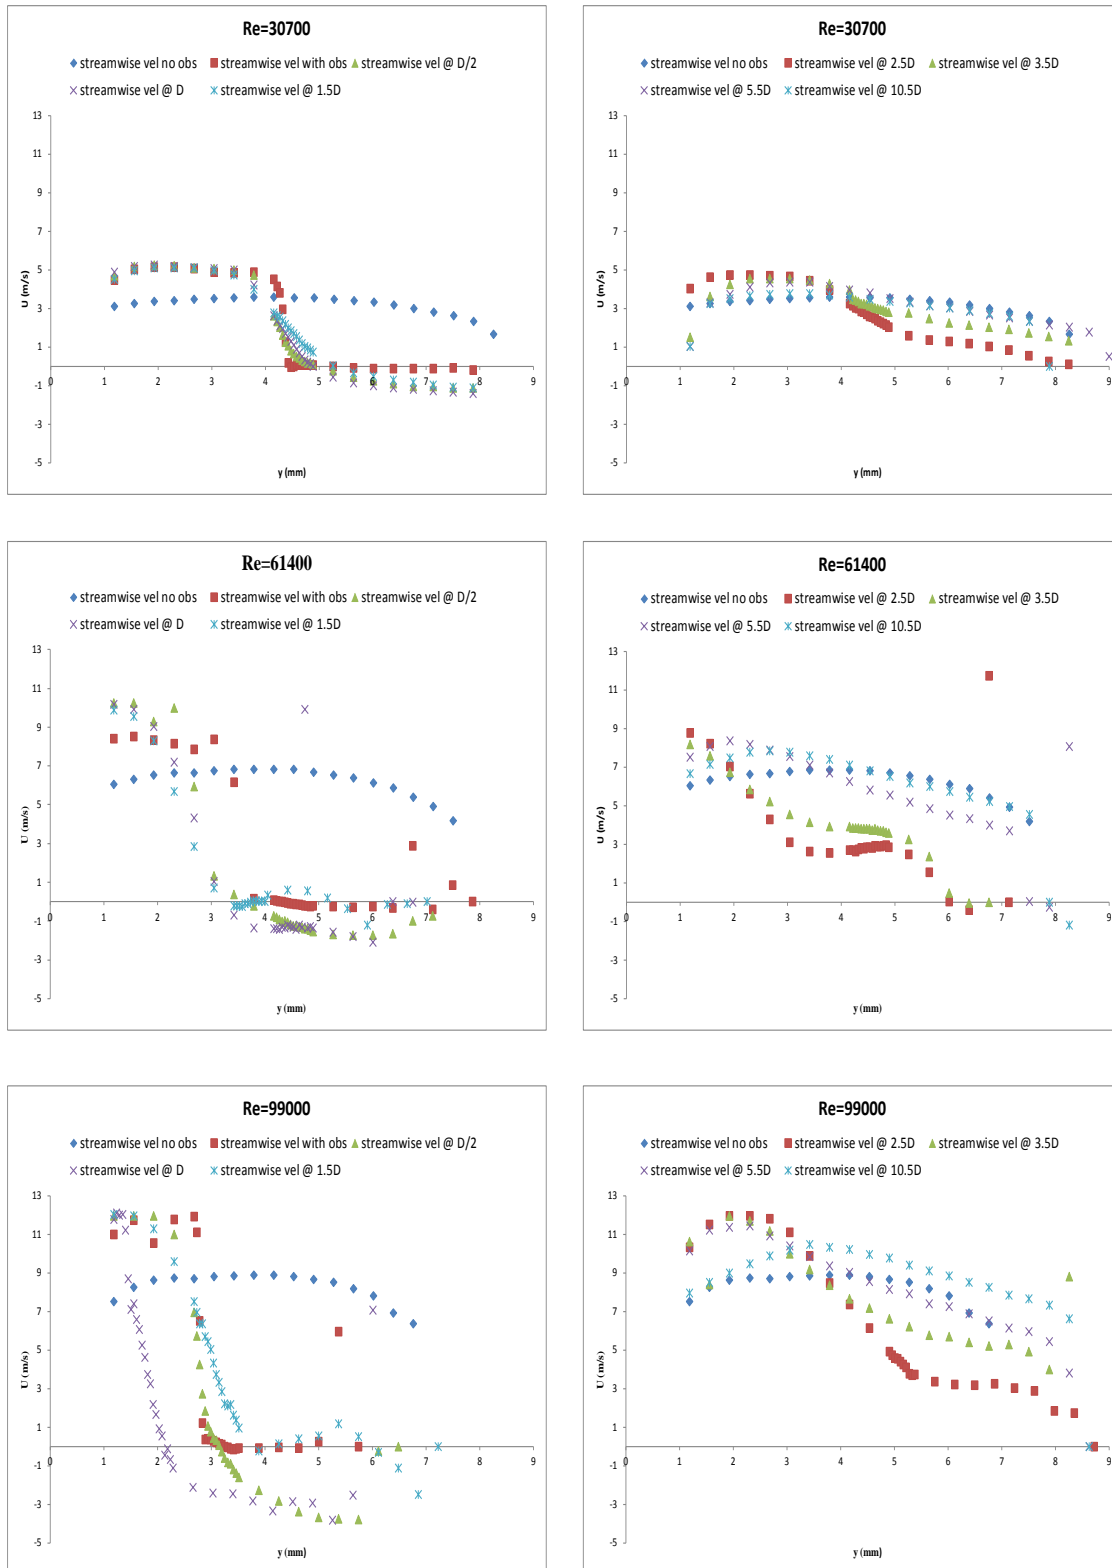 Re=30700
streamwise vel no obs streamwise vel with obs streamwise vel @ D/2
streamwise vel @ D streamwise vel @ 1.5D
13
11
9
7
5
3
1
-1
-3
-5
0 1 2 3 4 5 6 7 8 9
U (m/s)
y (mm)
Re=30700
streamwise vel no obs streamwise vel @ 2.5D streamwise vel @ 3.5D
streamwise vel @ 5.5D streamwise vel @ 10.5D
13
11
9
7
5
3
1
-1
-3
-5
0 1 2 3 4 5 6 7 8 9
U (m/s)
y (mm)
Re=61400
streamwise vel no obs streamwise vel with obs streamwise vel @ D/2
streamwise vel @ D streamwise vel @ 1.5D
13
11
9
7
5
3
1
-1
-3
-5
0 1 2 3 4 5 6 7 8 9
U (m/s)
y (mm)
Re=61400
streamwise vel no obs streamwise vel @ 2.5D streamwise vel @ 3.5D
streamwise vel @ 5.5D streamwise vel @ 10.5D
13
11
9
7
5
3
1
-1
-3
-5
0 1 2 3 4 5 6 7 8 9
U (m/s)
y (mm)
Re=99000
streamwise vel no obs streamwise vel with obs streamwise vel @ D/2
streamwise vel @ D streamwise vel @ 1.5D
13
11
9
7
5
3
1
-1
-3
-5
0 1 2 3 4 5 6 7 8 9
U (m/s)
y (mm)
Re=99000
streamwise vel no obs streamwise vel @ 2.5D streamwise vel @ 3.5D
streamwise vel @ 5.5D streamwise vel @ 10.5D
13
11
9
7
5
3
1
-1
-3
-5
0 1 2 3 4 5 6 7 8 9
U (m/s)
y (mm)